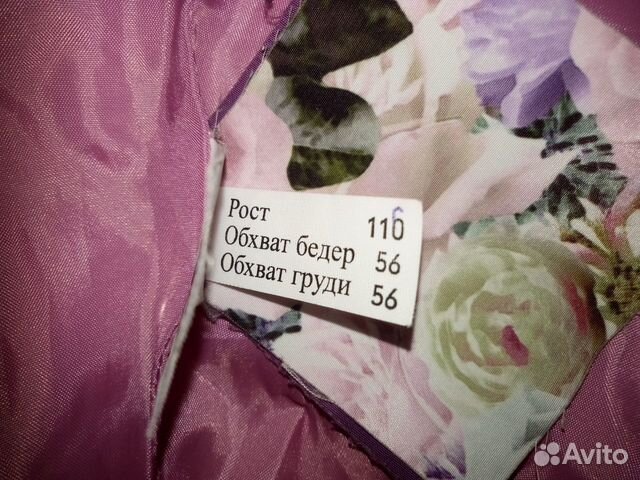 Рост 110
Обхват бедер 56
Обхват груди 56
Avito